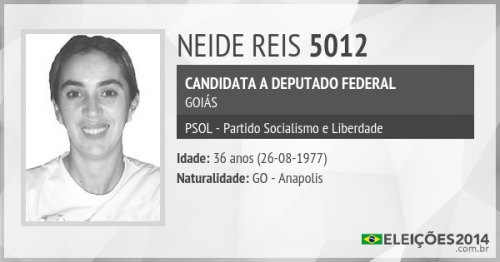 NEIDE REIS 5012
CANDIDATA A DEPUTADO FEDERAL
GOIÁS
PSOL - Partido Socialismo e Liberdade
Idade: 36 anos (26-08-1977)
Naturalidade: GO - Anapolis
ELEIÇÕES2014
.com.br